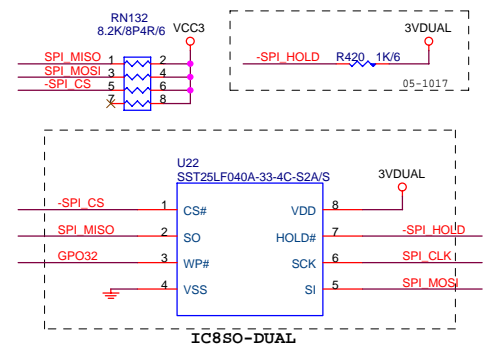 RN132
8.2K/8P4R/6
VCC3
SPI_MISO 1 2
SPI_MOSI 3 4
-SPI_CS 5 6
7 8
3VDUAL
-SPI_HOLD R420 1K/6
05-1017
U22
SST25LF040A-33-4C-S2A/S
3VDUAL
-SPI_CS 1 CS# VDD 8
SPI_MISO 2 SO HOLD# 7 -SPI_HOLD
GPO32 3 WP# SCK 6 SPI_CLK
4 VSS SI 5 SPI_MOSI
IC8SO-DUAL